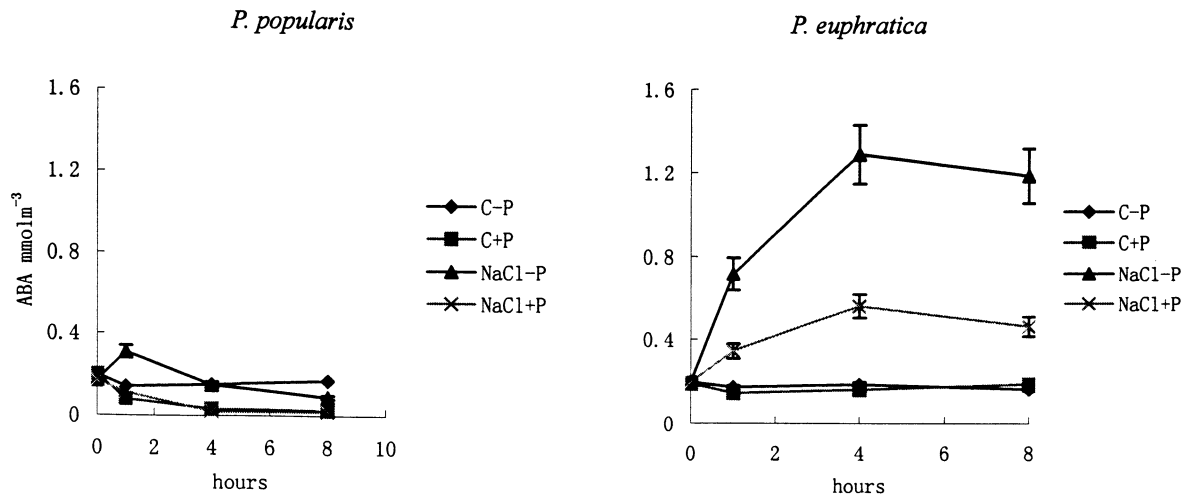 P. popularis
1.6
1.2
0.8
0.4
0
ABA mmolm⁻³
0 2 4 6 8 10
hours
C-P
C+P
NaCl-P
NaCl+P
P. euphratica
1.6
1.2
0.8
0.4
0
0 2 4 6 8
hours
C-P
C+P
NaCl-P
NaCl+P